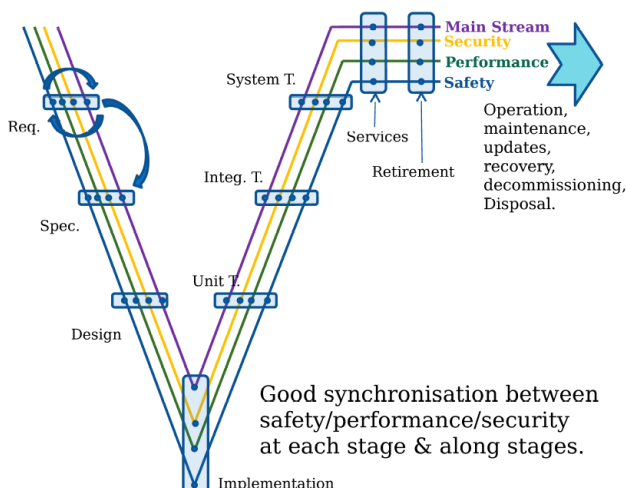 Main Stream
Security
Performance
Safety
System T.
Req.
Services
Retirement
Operation,
maintenance,
updates,
recovery,
decommissioning,
Disposal.
Integ. T.
Spec.
Unit T.
Design
Good synchronisation between
safety/performance/security
at each stage & along stages.
Implementation